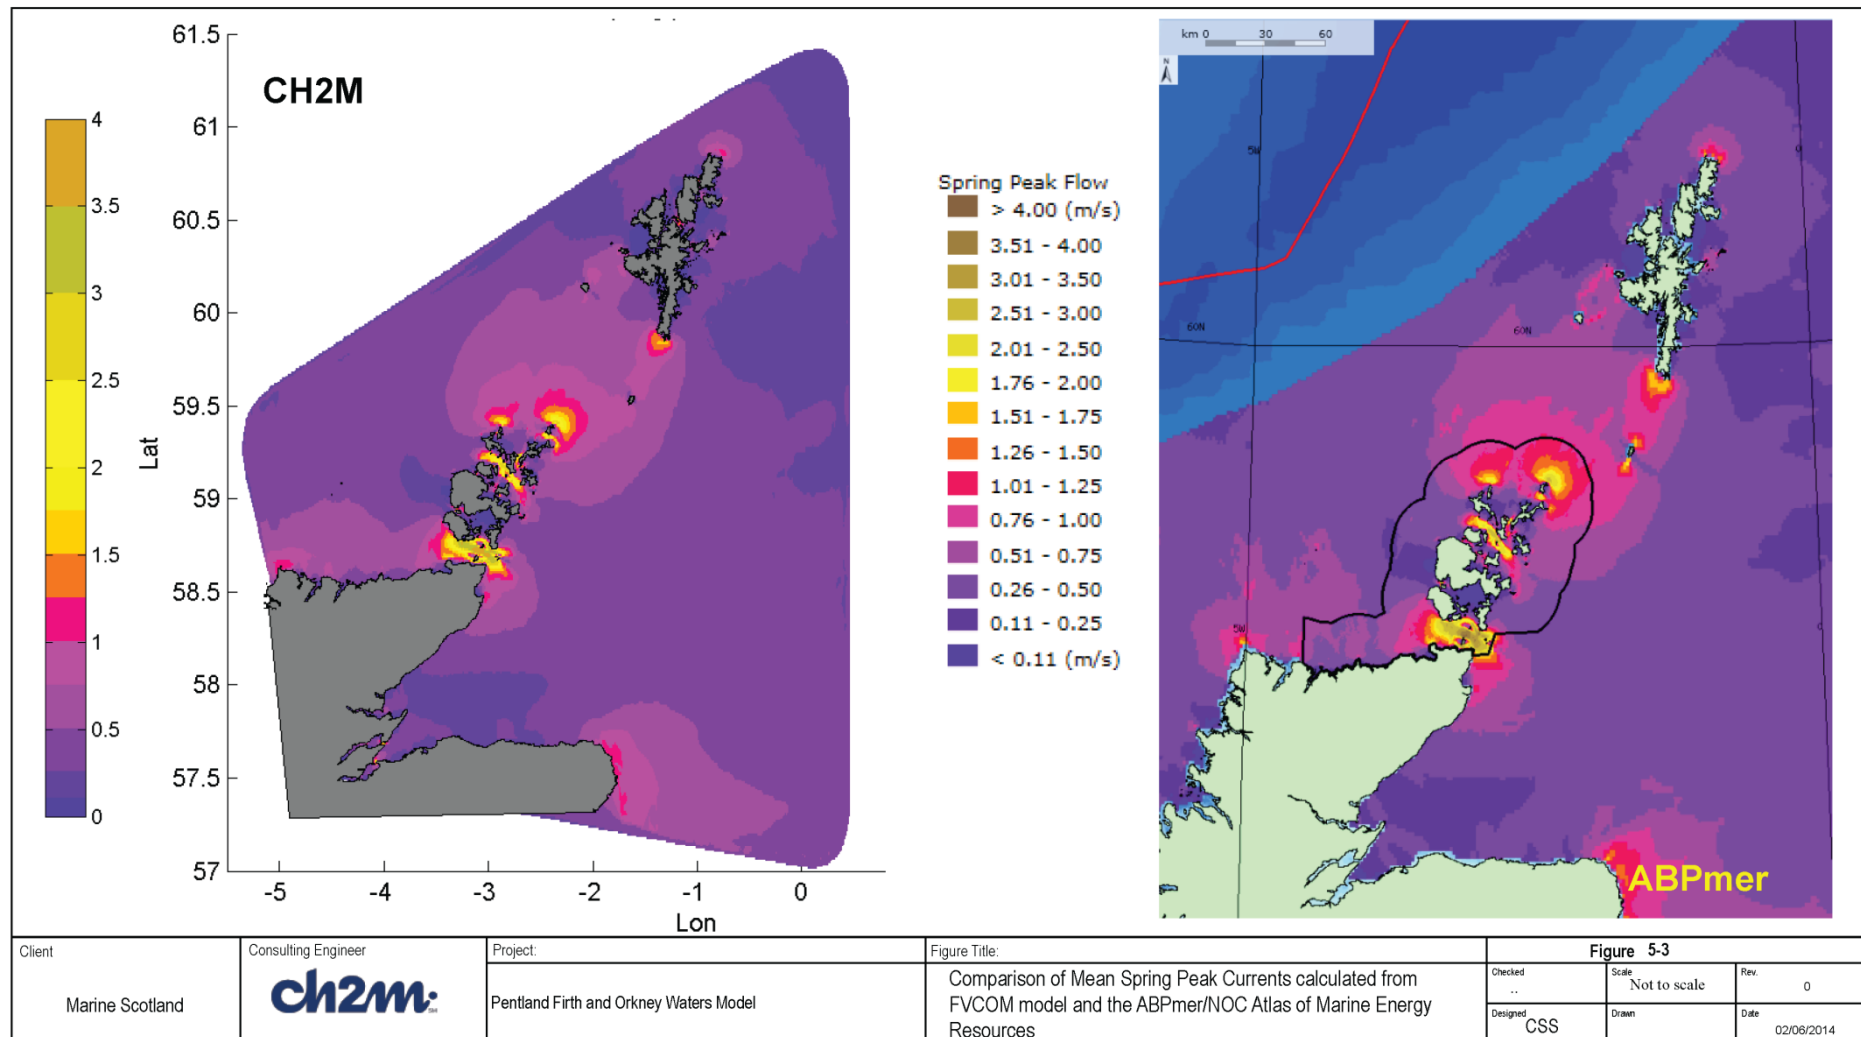 CH2M
61.5
61
60.5
60
59.5
59
58.5
58
57.5
57
Lat
-5
-4
-3
-2
-1
0
Lon
4
3.5
3
2.5
2
1.5
1
0.5
0
Spring Peak Flow
> 4.00 (m/s)
3.51 - 4.00
3.01 - 3.50
2.51 - 3.00
2.01 - 2.50
1.76 - 2.00
1.51 - 1.75
1.26 - 1.50
1.01 - 1.25
0.76 - 1.00
0.51 - 0.75
0.26 - 0.50
0.11 - 0.25
< 0.11 (m/s)
km 0 30 60
N
5W
0
60N
60N
5W
0
ABPmer
Client
Marine Scotland
Consulting Engineer
ch2m:
SM
Project:
Pentland Firth and Orkney Waters Model
Figure Title:
Comparison of Mean Spring Peak Currents calculated from
FVCOM model and the ABPmer/NOC Atlas of Marine Energy
Resources
Figure 5-3
Checked
..
Scale
Not to scale
Rev.
0
Designed
CSS
Drawn
Date
02/06/2014